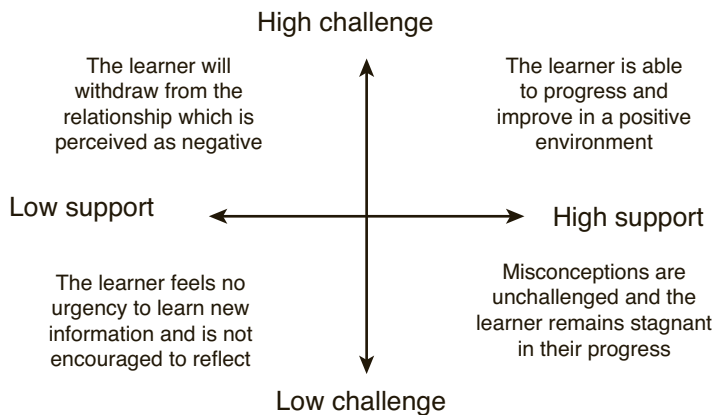 High challenge
The learner will
withdraw from the
relationship which is
perceived as negative
The learner is able
to progress and
improve in a positive
environment
Low support
High support
The learner feels no
urgency to learn new
information and is not
encouraged to reflect
Misconceptions are
unchallenged and the
learner remains stagnant
in their progress
Low challenge